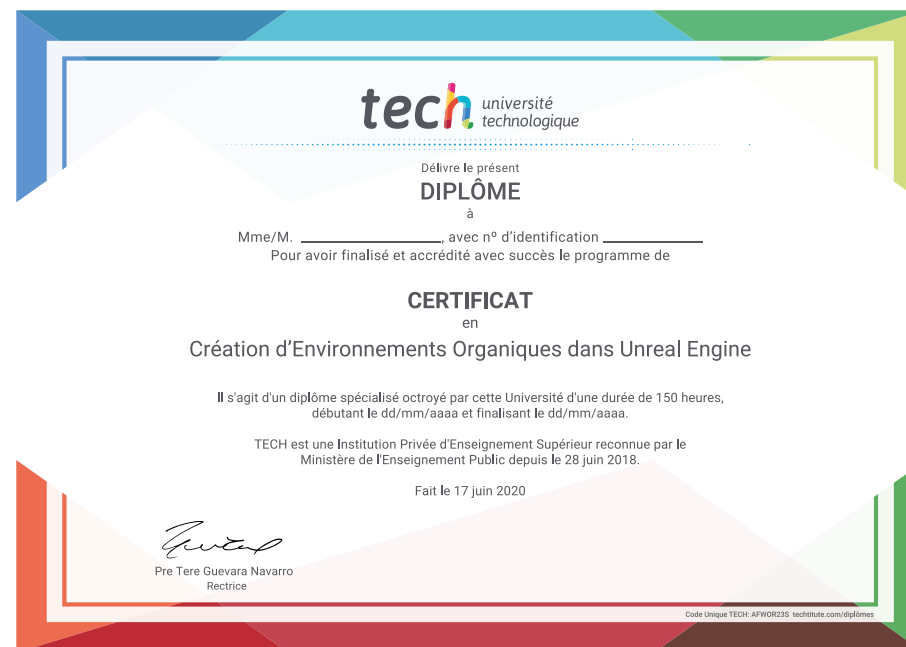 tech université
technologique
Délivre le présent
DIPLÔME
à
Mme/M. ____________________, avec nº d'identification ______________
Pour avoir finalisé et accrédité avec succès le programme de
CERTIFICAT
en
Création d'Environnements Organiques dans Unreal Engine
Il s'agit d'un diplôme spécialisé octroyé par cette Université d'une durée de 150 heures,
débutant le dd/mm/aaaa et finalisant le dd/mm/aaaa.
TECH est une Institution Privée d'Enseignement Supérieur reconnue par le
Ministère de l'Enseignement Public depuis le 28 juin 2018.
Fait le 17 juin 2020
Pre Tere Guevara Navarro
Rectrice
Code Unique TECH: AFWOR23S techtitute.com/diplômes